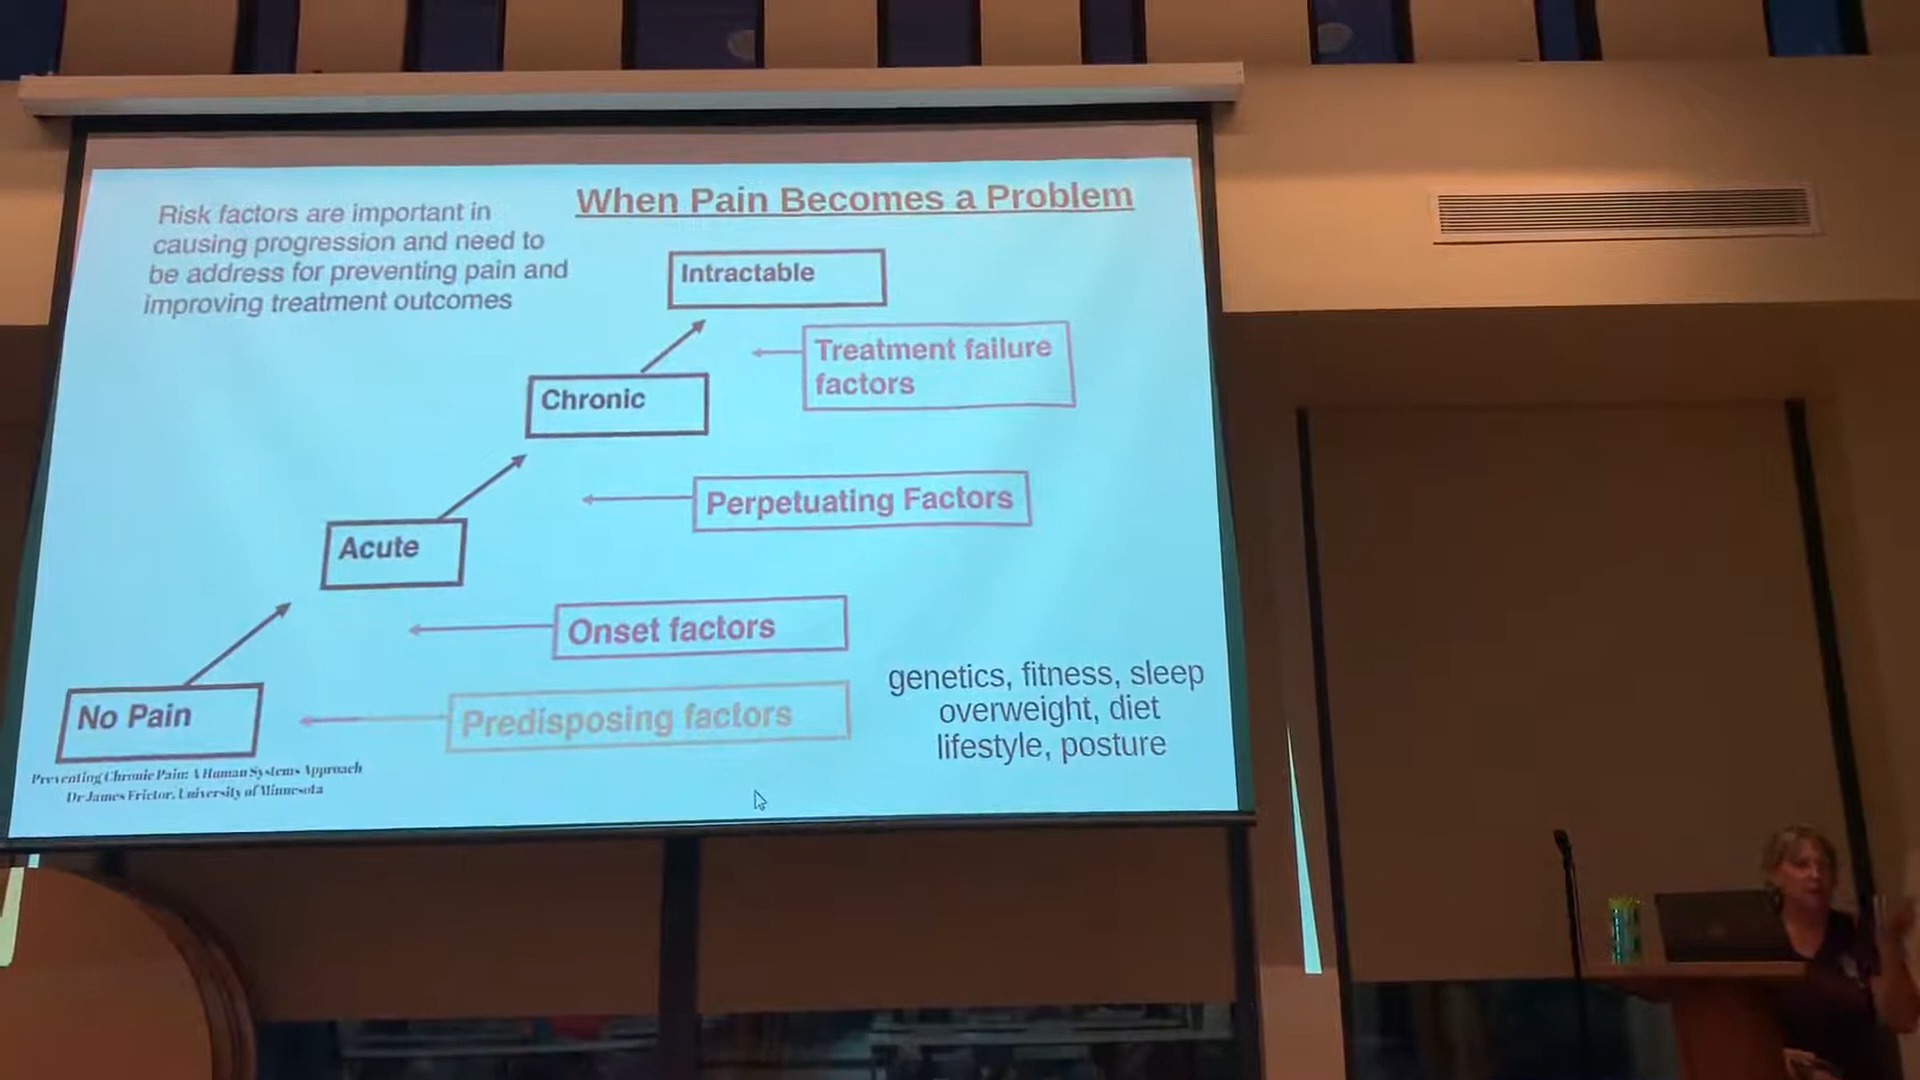 When Pain Becomes a Problem
Risk factors are important in
causing progression and need to
be address for preventing pain and
improving treatment outcomes
Intractable
Treatment failure
factors
Chronic
Perpetuating Factors
Acute
Onset factors
No Pain
Predisposing factors
genetics, fitness, sleep
overweight, diet
lifestyle, posture
Preventing Chronic Pain: A Human Systems Approach
Dr James Frictor, University of Minnesota